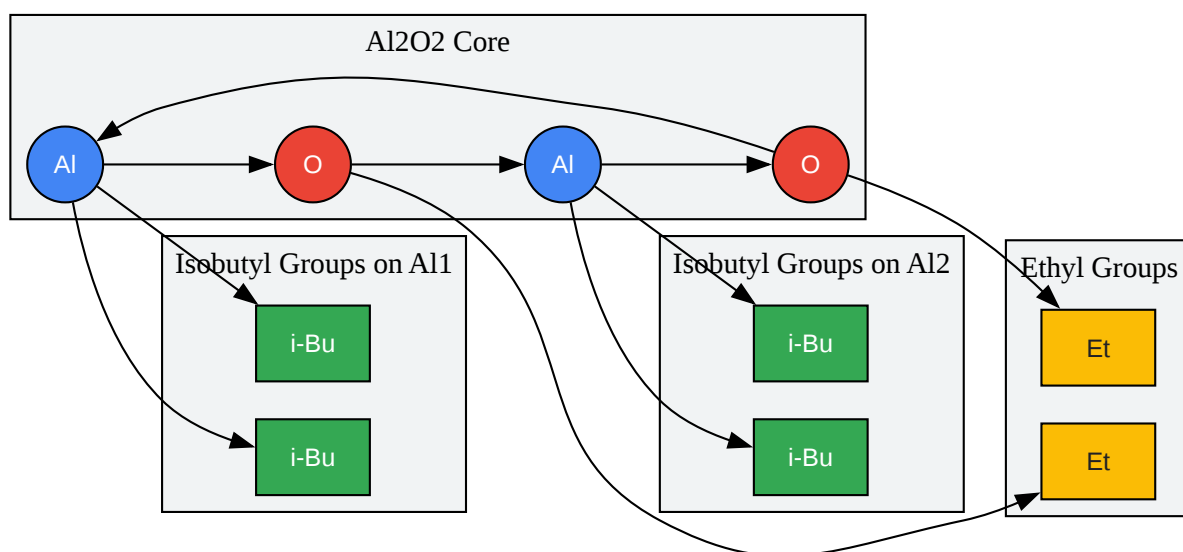 Al2O2 Core
Al
O
Al
O
Isobutyl Groups on Al1
i-Bu
i-Bu
Isobutyl Groups on Al2
i-Bu
i-Bu
Ethyl Groups
Et
Et